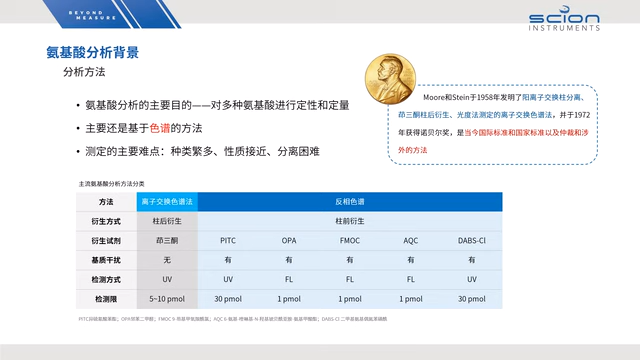 BEYOND
MEASURE
SCION
INSTRUMENTS
氨基酸分析背景
分析方法
• 氨基酸分析的主要目的——对多种氨基酸进行定性和定量
• 主要还是基于色谱的方法
• 测定的主要难点：种类繁多、性质接近、分离困难
Moore和Stein于1958年发明了阳离子交换柱分离、
茚三酮柱后衍生、光度法测定的离子交换色谱法，并于1972
年获得诺贝尔奖，是当今国际标准和国家标准以及仲裁和涉
外的方法
主流氨基酸分析方法分类
方法 离子交换色谱法 反相色谱
衍生方式 柱后衍生 柱前衍生
衍生试剂 茚三酮 PITC OPA FMOC AQC DABS-Cl
基质干扰 无 有 有 有 有 有
检测方式 UV UV FL FL FL UV
检测限 5~10 pmol 30 pmol 1 pmol 1 pmol 1 pmol 30 pmol